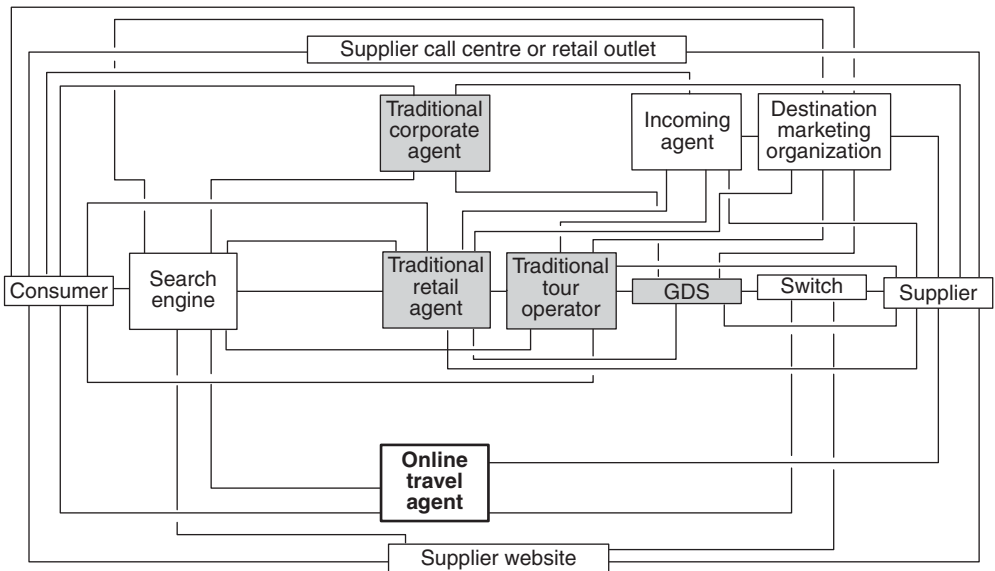 Supplier call centre or retail outlet
Traditional
corporate
agent
Incoming
agent
Destination
marketing
organization
Consumer
Search
engine
Traditional
retail
agent
Traditional
tour
operator
GDS
Switch
Supplier
Online
travel
agent
Supplier website